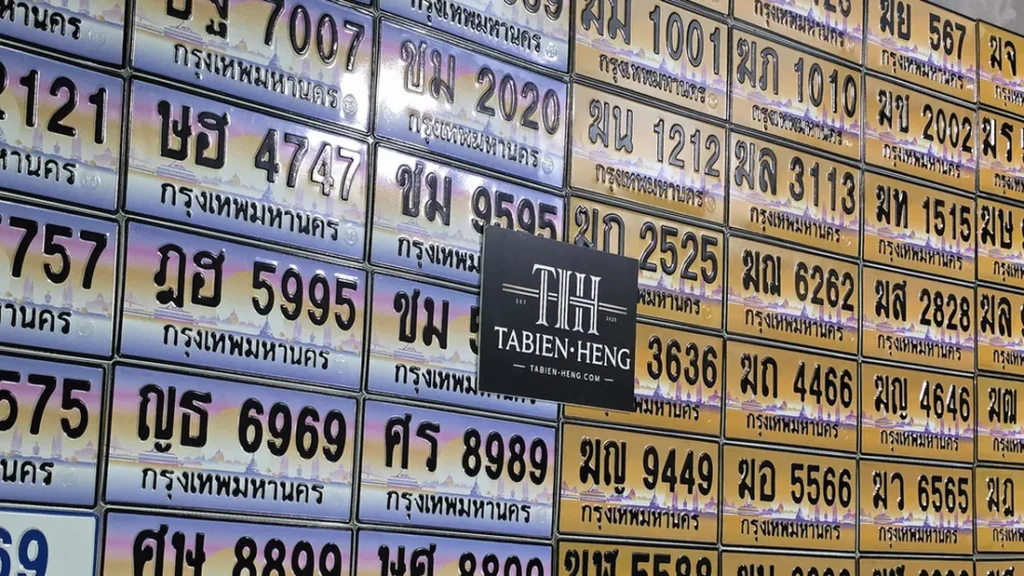 7007
กรุงเทพมหานคร
ชม 2020
กรุงเทพมหานคร
ฆม 1001
กรุงเทพมหานคร
ฆภ 1010
กรุงเทพมหานคร
ฆย 567
กรุงเทพมหานคร
2121
ษฮ 4747
กรุงเทพมหานคร
ชม 9595
ฆน 1212
กรุงเทพมหานคร
ฆล 3113
กรุงเทพมหานคร
ฆข 2002
กรุงเทพมหานคร
ฆท 1515
กรุงเทพมหานคร
757
ฎฮ 5995
กรุงเทพมหานคร
ชม
2525
ฆฌ 6262
กรุงเทพมหานคร
ฆส 2828
กรุงเทพมหานคร
TH
EST
2025
TABIEN·HENG
TABIEN-HENG.COM
575
ญธ 6969
กรุงเทพมหานคร
ศร 8989
กรุงเทพมหานคร
3636
ฆถ 4466
กรุงเทพมหานคร
ฆญ 4646
กรุงเทพมหานคร
ฆญ 9449
กรุงเทพมหานคร
ฆอ 5566
กรุงเทพมหานคร
ฆว 6565
กรุงเทพมหานคร
69
ศษ 8899
8800
5588